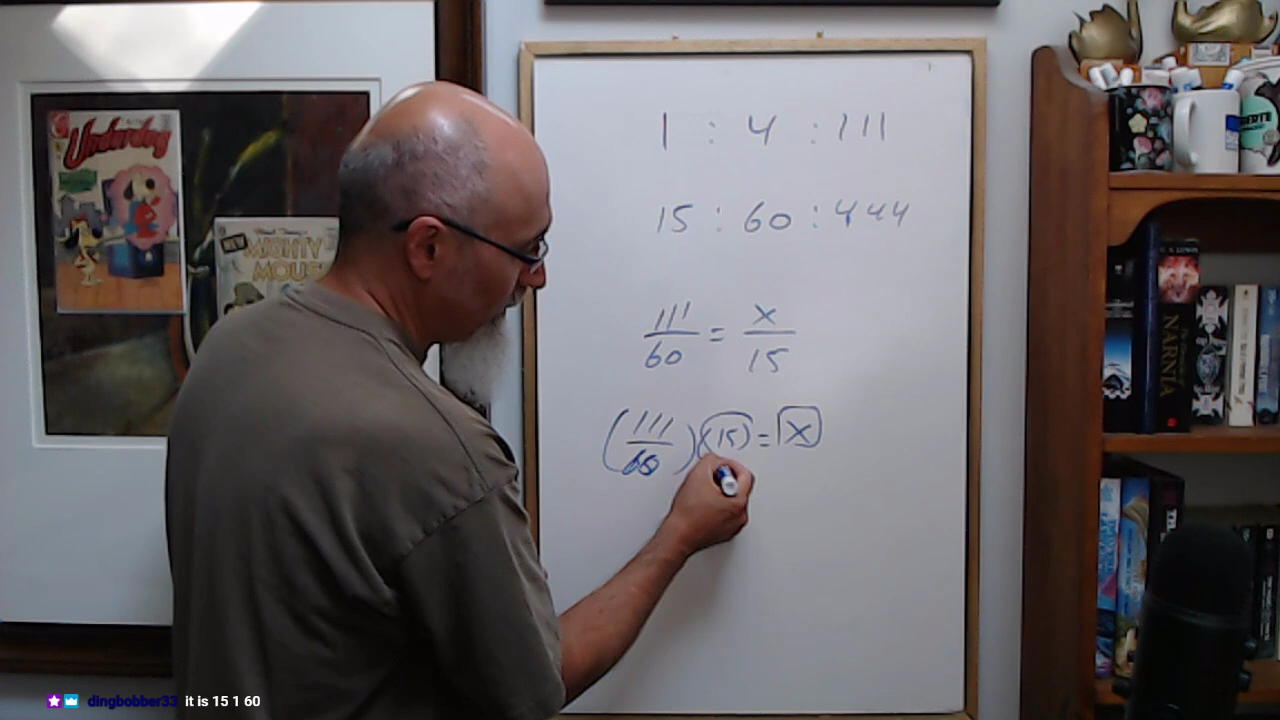 Underdog
NEW
MIGHTY
MOUSE
1 : 4 : 111
15 : 60 : 444
111/60 = x/15
(111/60)(15) = x
NARNIA
dingbobber33 it is 15 1 60